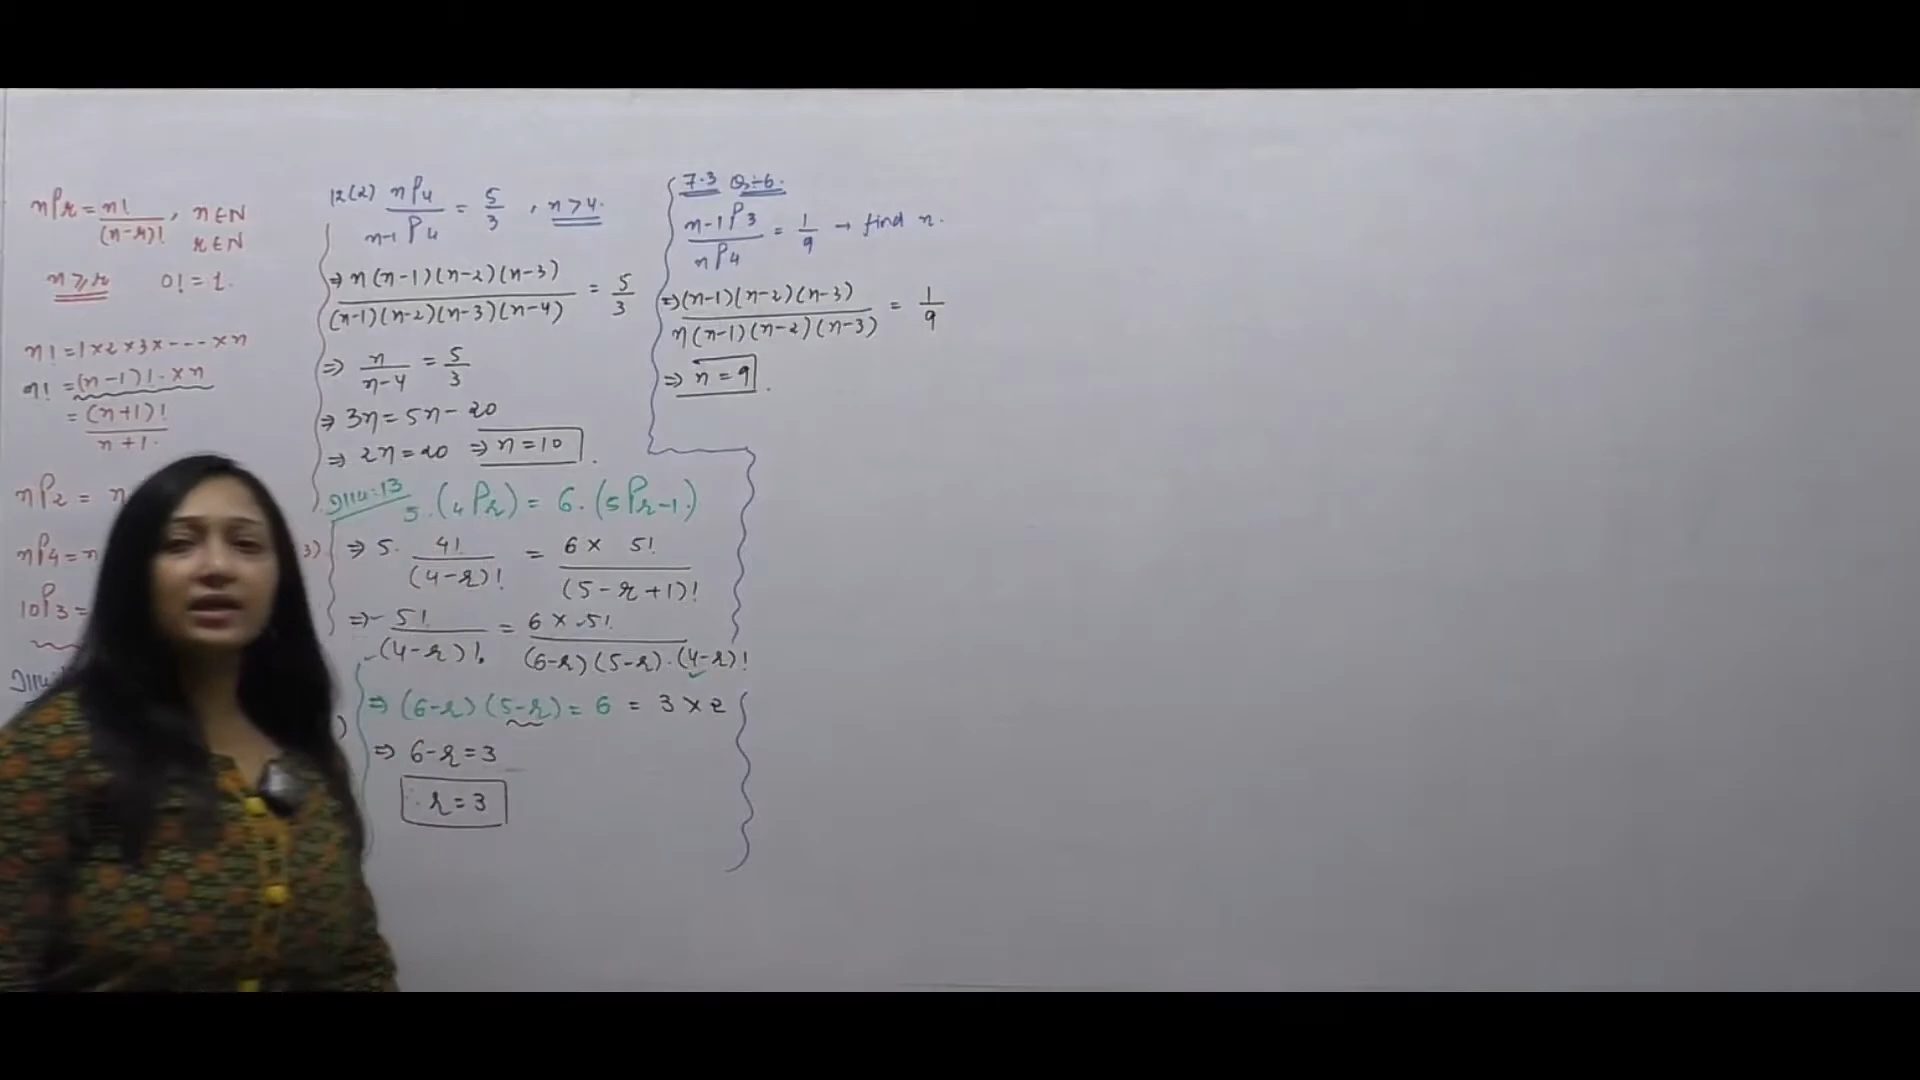 nPr = n! / (n-r)! , n∈N
r∈N
n⩾r 0! = 1.
n! = 1×2×3×----×n
n! = (n-1)!·×n
= (n+1)! / n+1.
nP2 = n
nP4 = n
3)
10P3 =
)
12(2) nP4 / n-1P4 = 5/3 , n>4.
⇒ n(n-1)(n-2)(n-3) / (n-1)(n-2)(n-3)(n-4) = 5/3
⇒ n / n-4 = 5/3
⇒ 3n = 5n - 20
⇒ 2n = 20 ⇒ n = 10
Illu:13
5.(4Pr) = 6.(5Pr-1.)
⇒ 5. 4! / (4-r)! = 6× 5! / (5-r+1)!
⇒ 5! / (4-r)! = 6×5! / (6-r)(5-r).(4-r)!
⇒ (6-r)(5-r) = 6 = 3×2
⇒ 6-r = 3
∴ r = 3
7.3 Q:-6.
n-1P3 / nP4 = 1/9 → find n.
⇒ (n-1)(n-2)(n-3) / n(n-1)(n-2)(n-3) = 1/9
⇒ n = 9.